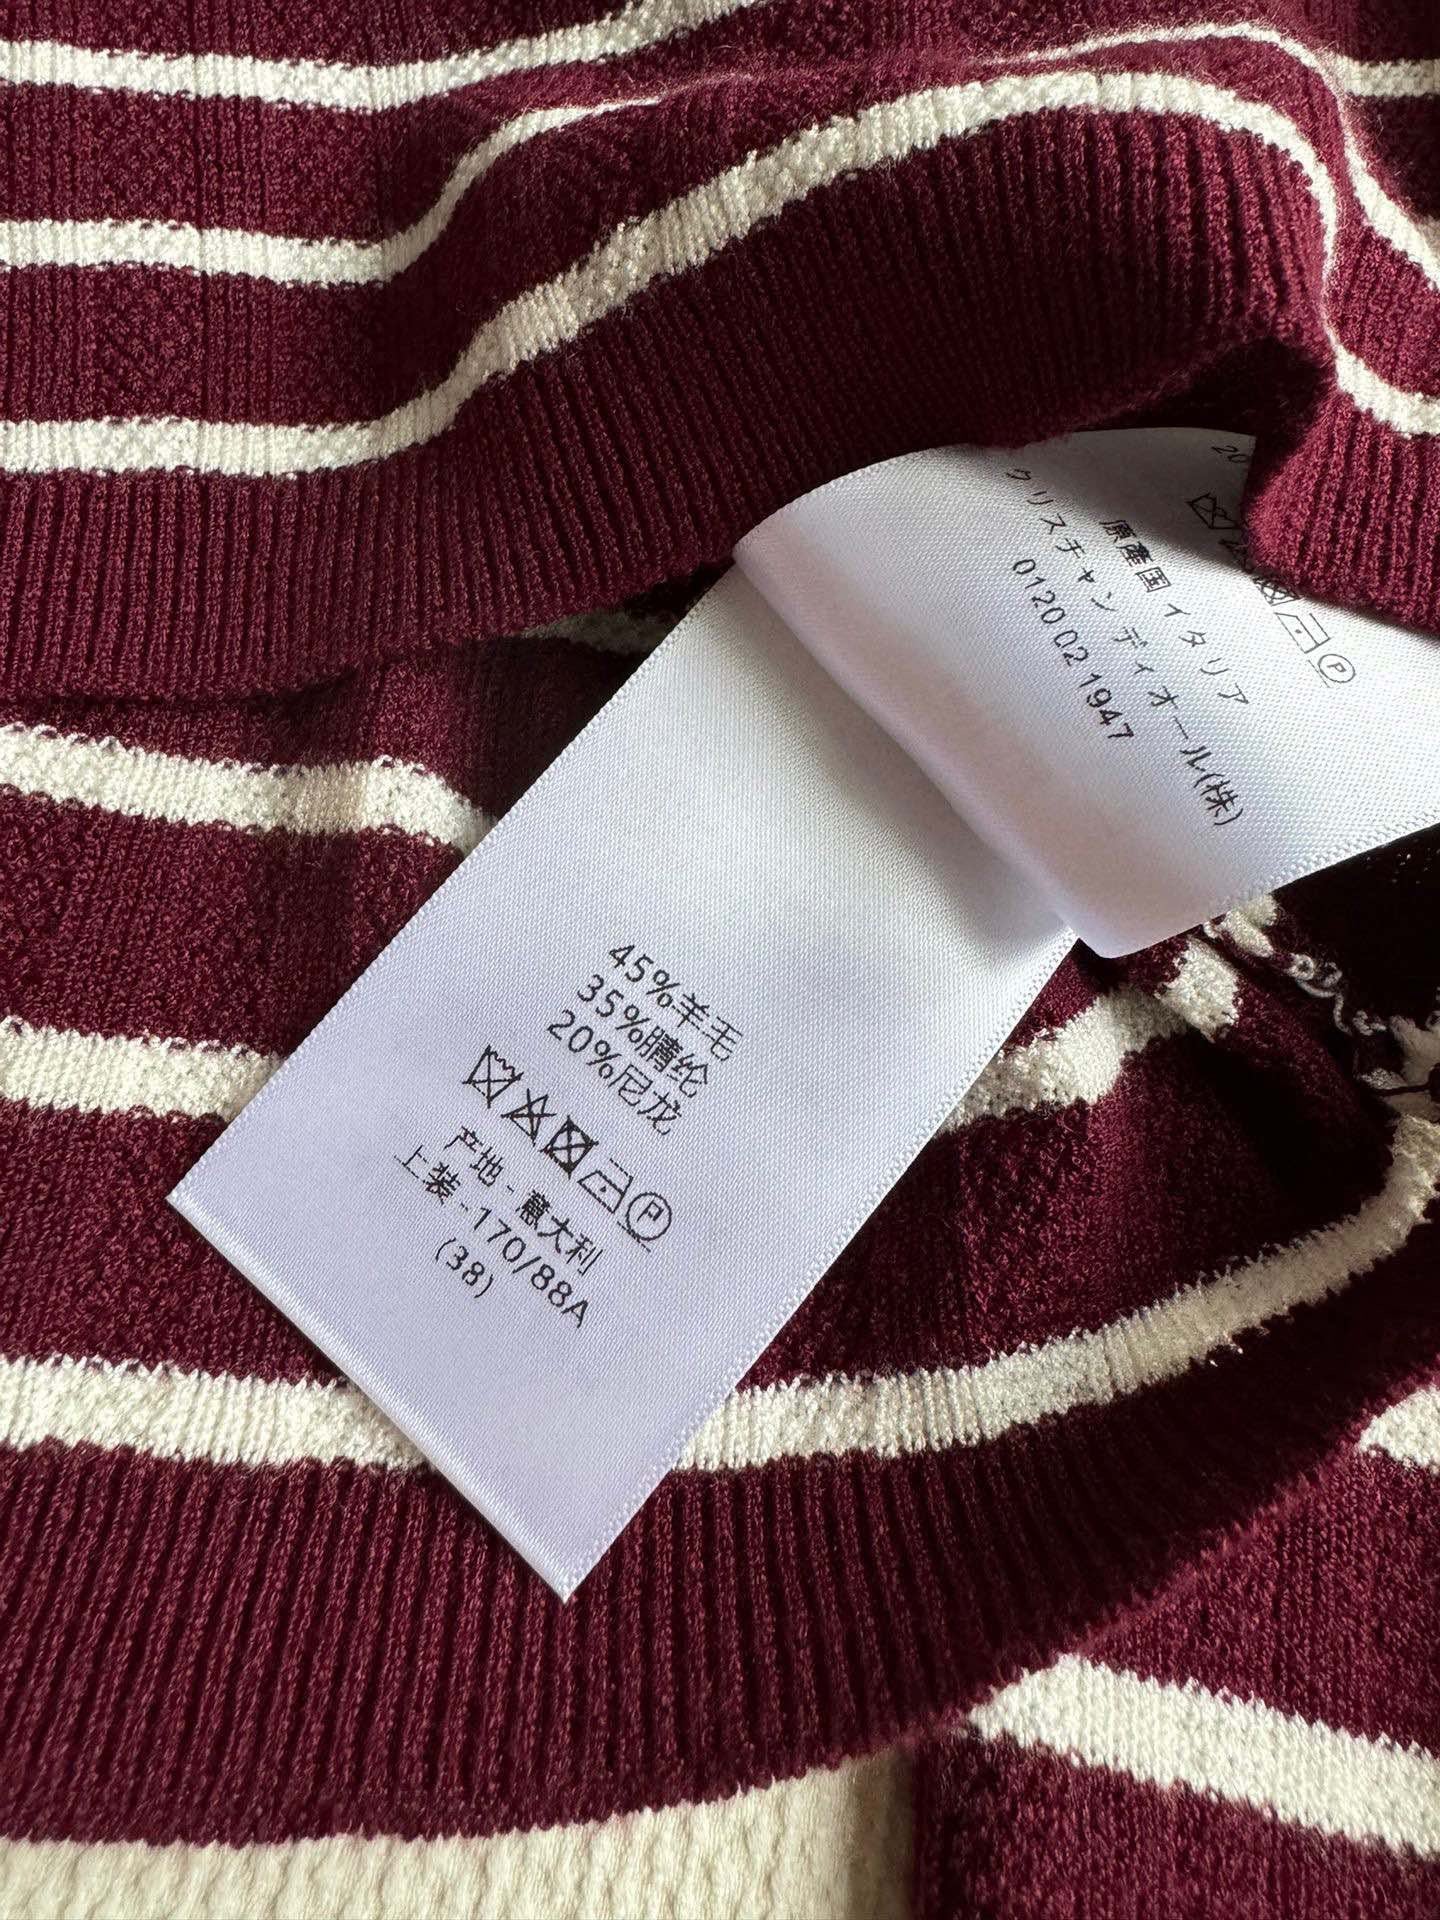 20
原産国 イタリア
クリスチャン ディオール(株)
0120 02 1947
P
45%羊毛
35%腈纶
20%尼龙
P
产地 - 意大利
上装 -170/88A
(38)